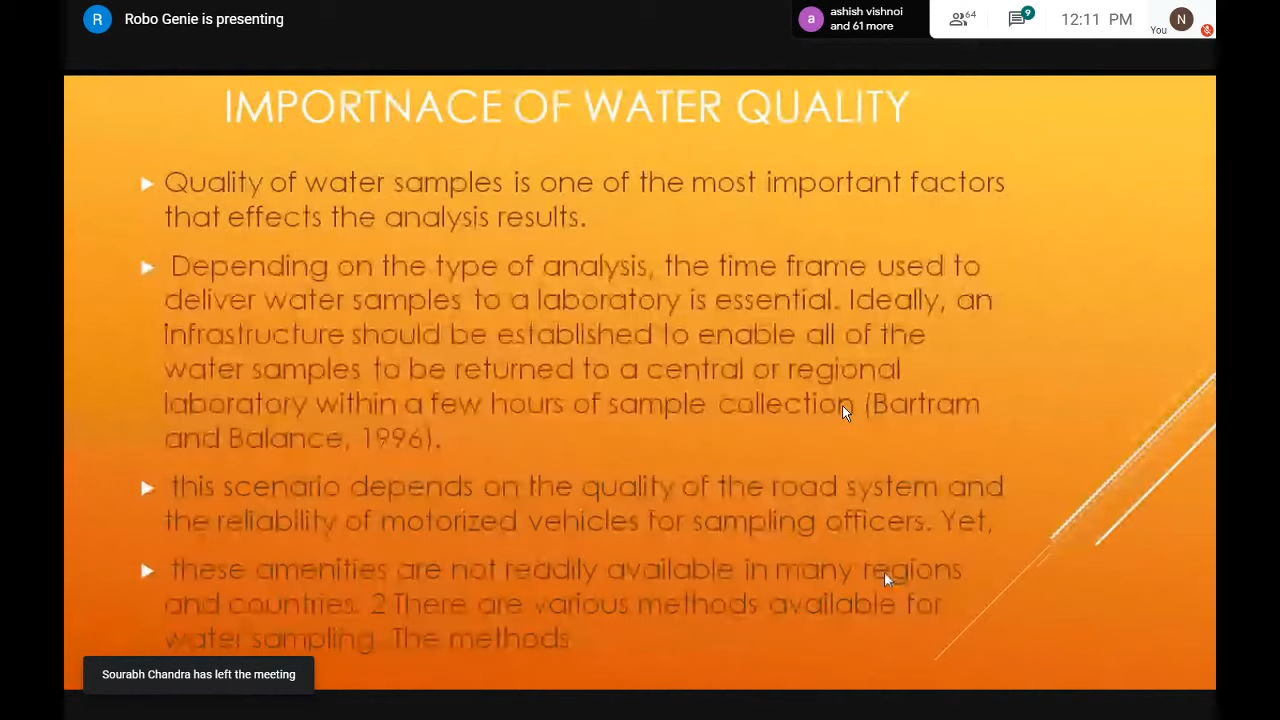 R Robo Genie is presenting
a ashish vishnoi
and 61 more
64
9
12:11 PM
You
N
IMPORTNACE OF WATER QUALITY
Quality of water samples is one of the most important factors
that effects the analysis results.
Depending on the type of analysis, the time frame used to
deliver water samples to a laboratory is essential. Ideally, an
infrastructure should be established to enable all of the
water samples to be returned to a central or regional
laboratory within a few hours of sample collection (Bartram
and Balance, 1996).
this scenario depends on the quality of the road system and
the reliability of motorized vehicles for sampling officers. Yet,
these amenities are not readily available in many regions
and countries. 2 There are various methods available for
water sampling. The methods
Sourabh Chandra has left the meeting